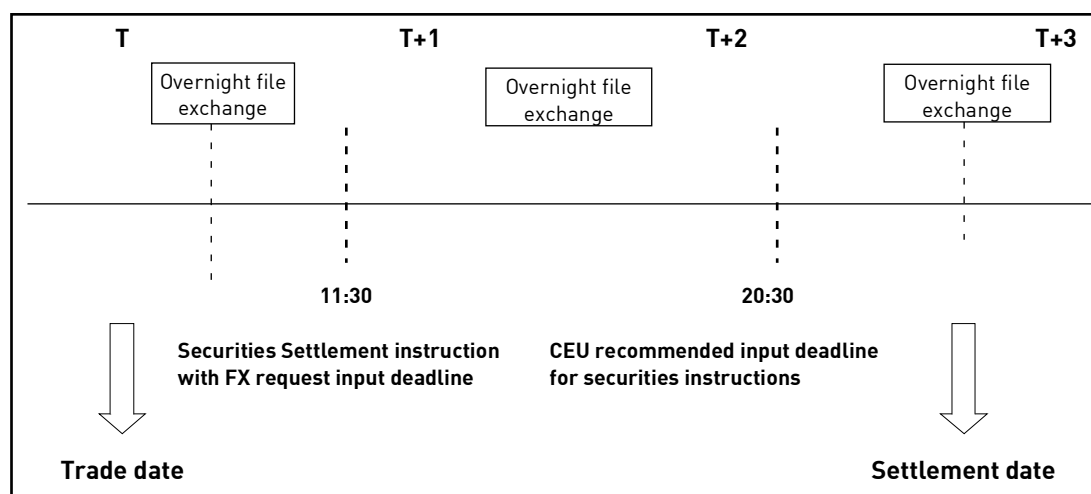 T T+1 T+2 T+3
Overnight file
exchange
Overnight file
exchange
Overnight file
exchange
11:30 20:30
Securities Settlement instruction
with FX request input deadline
CEU recommended input deadline
for securities instructions
Trade date Settlement date